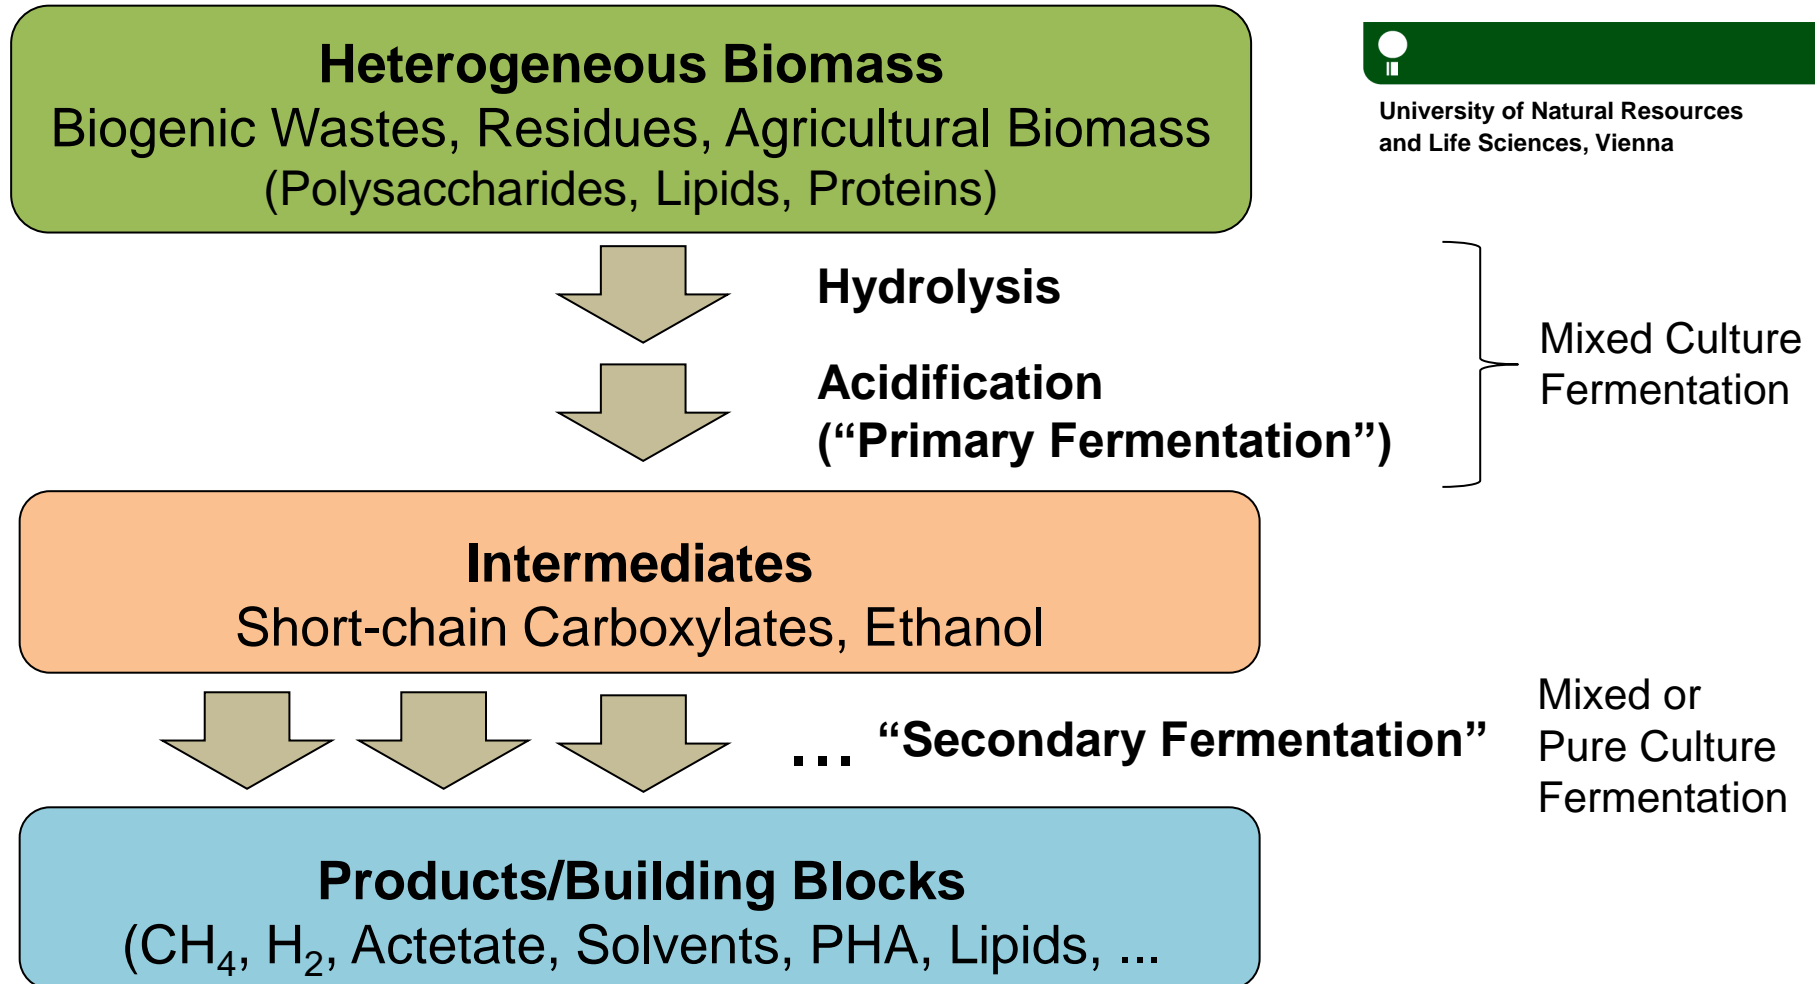 Heterogeneous Biomass
Biogenic Wastes, Residues, Agricultural Biomass
(Polysaccharides, Lipids, Proteins)
University of Natural Resources
and Life Sciences, Vienna
Hydrolysis
Acidification
(“Primary Fermentation”)
Mixed Culture
Fermentation
Intermediates
Short-chain Carboxylates, Ethanol
... “Secondary Fermentation”
Mixed or
Pure Culture
Fermentation
Products/Building Blocks
(CH₄, H₂, Actetate, Solvents, PHA, Lipids, ...